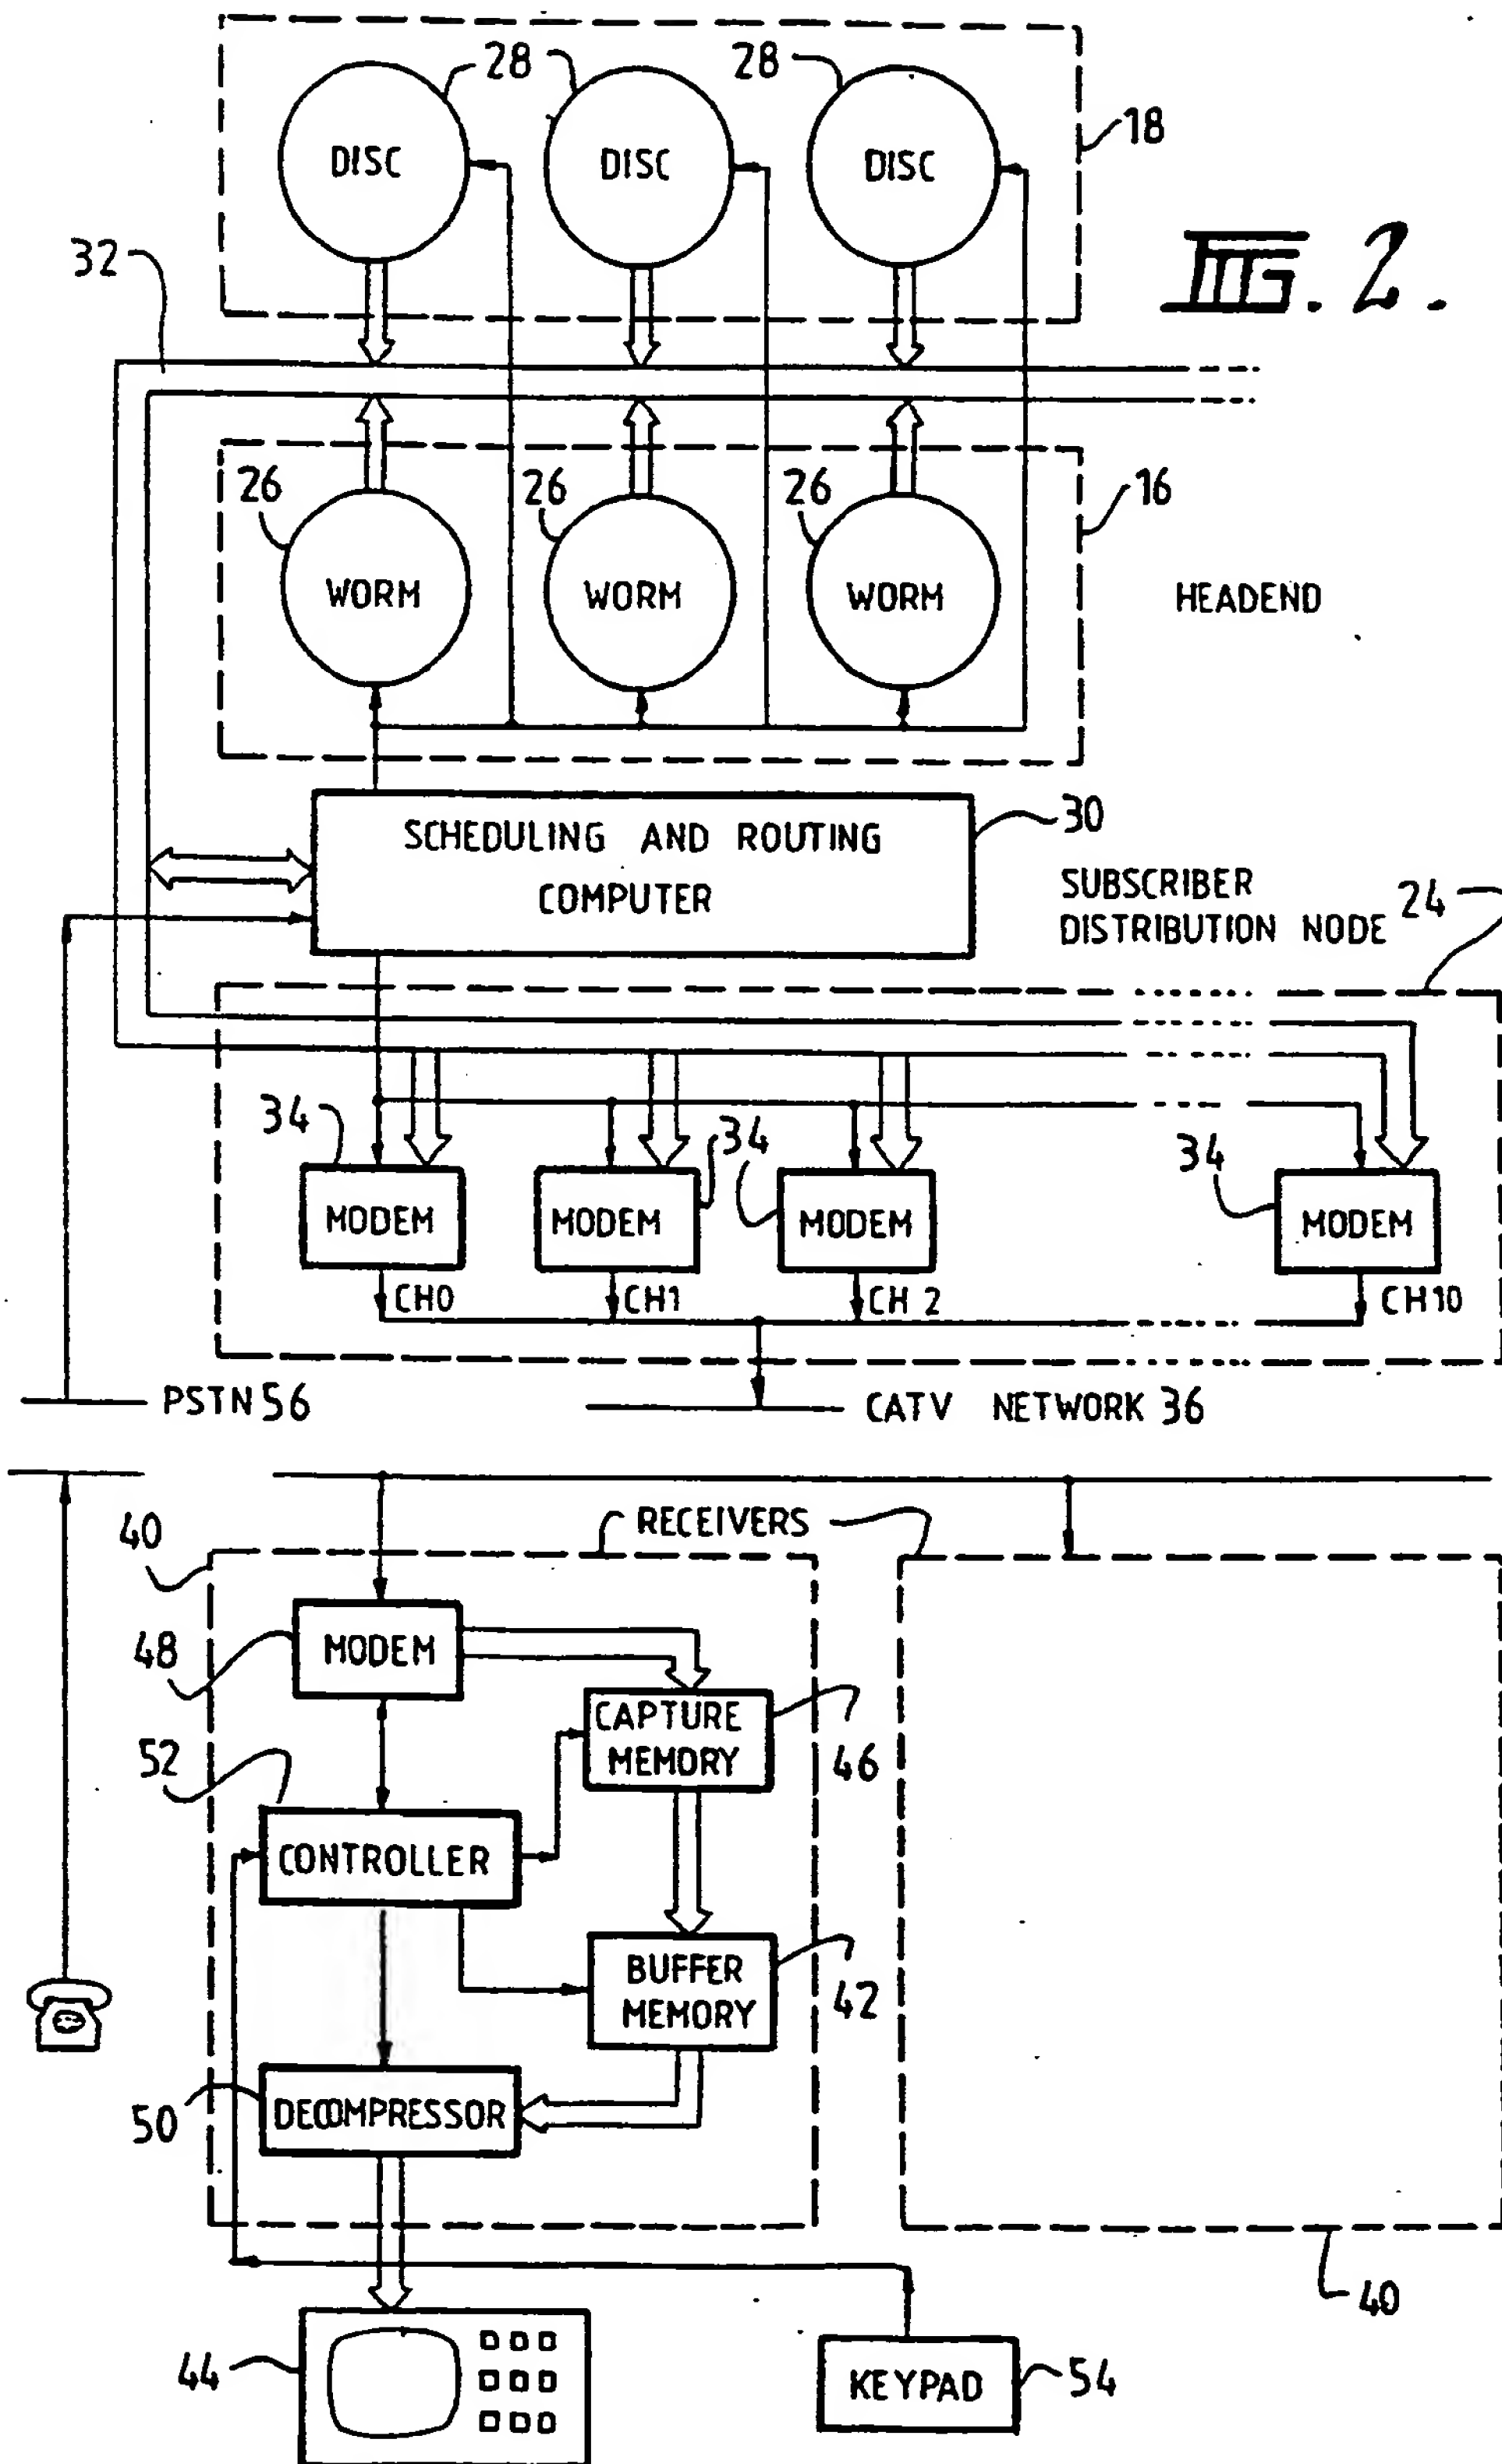 28
28
18
DISC
DISC
DISC
FIG. 2.
32
26
26
26
16
WORM
WORM
WORM
HEADEND
SCHEDULING AND ROUTING
COMPUTER
30
SUBSCRIBER
DISTRIBUTION NODE
24
34
34
34
MODEM
MODEM
MODEM
MODEM
CH0
CH1
CH 2
CH10
PSTN 56
CATV NETWORK 36
RECEIVERS
40
MODEM
48
CAPTURE
MEMORY
46
52
CONTROLLER
BUFFER
MEMORY
42
50
DECOMPRESSOR
40
44
KEYPAD
54